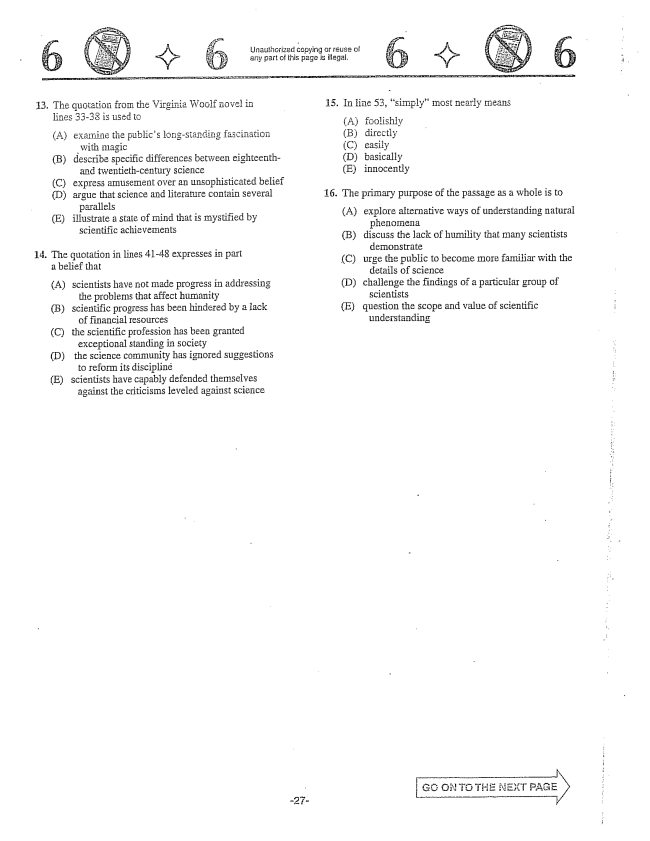 6 6 Unauthorized copying or reuse of
any part of this page is illegal. 6 6
13. The quotation from the Virginia Woolf novel in
lines 33-38 is used to
(A) examine the public's long-standing fascination
with magic
(B) describe specific differences between eighteenth-
and twentieth-century science
(C) express amusement over an unsophisticated belief
(D) argue that science and literature contain several
parallels
(E) illustrate a state of mind that is mystified by
scientific achievements
14. The quotation in lines 41-48 expresses in part
a belief that
(A) scientists have not made progress in addressing
the problems that affect humanity
(B) scientific progress has been hindered by a lack
of financial resources
(C) the scientific profession has been granted
exceptional standing in society
(D) the science community has ignored suggestions
to reform its discipline
(E) scientists have capably defended themselves
against the criticisms leveled against science
15. In line 53, "simply" most nearly means
(A) foolishly
(B) directly
(C) easily
(D) basically
(E) innocently
16. The primary purpose of the passage as a whole is to
(A) explore alternative ways of understanding natural
phenomena
(B) discuss the lack of humility that many scientists
demonstrate
(C) urge the public to become more familiar with the
details of science
(D) challenge the findings of a particular group of
scientists
(E) question the scope and value of scientific
understanding
GO ON TO THE NEXT PAGE
-27-